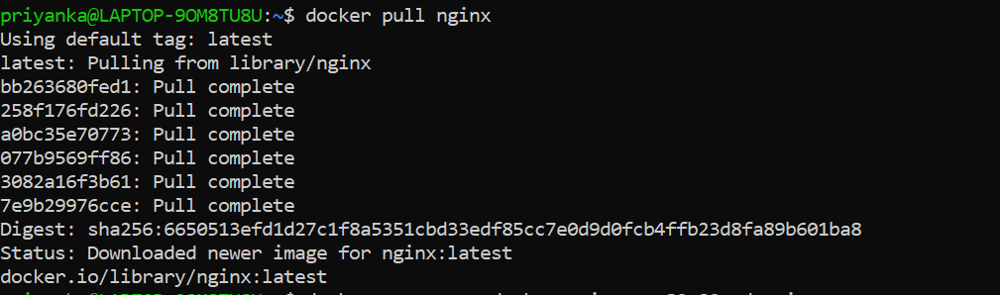 priyanka@LAPTOP-9OM8TU8U:~$ docker pull nginx
Using default tag: latest
latest: Pulling from library/nginx
bb263680fed1: Pull complete
258f176fd226: Pull complete
a0bc35e70773: Pull complete
077b9569ff86: Pull complete
3082a16f3b61: Pull complete
7e9b29976cce: Pull complete
Digest: sha256:6650513efd1d27c1f8a5351cbd33edf85cc7e0d9d0fcb4ffb23d8fa89b601ba8
Status: Downloaded newer image for nginx:latest
docker.io/library/nginx:latest